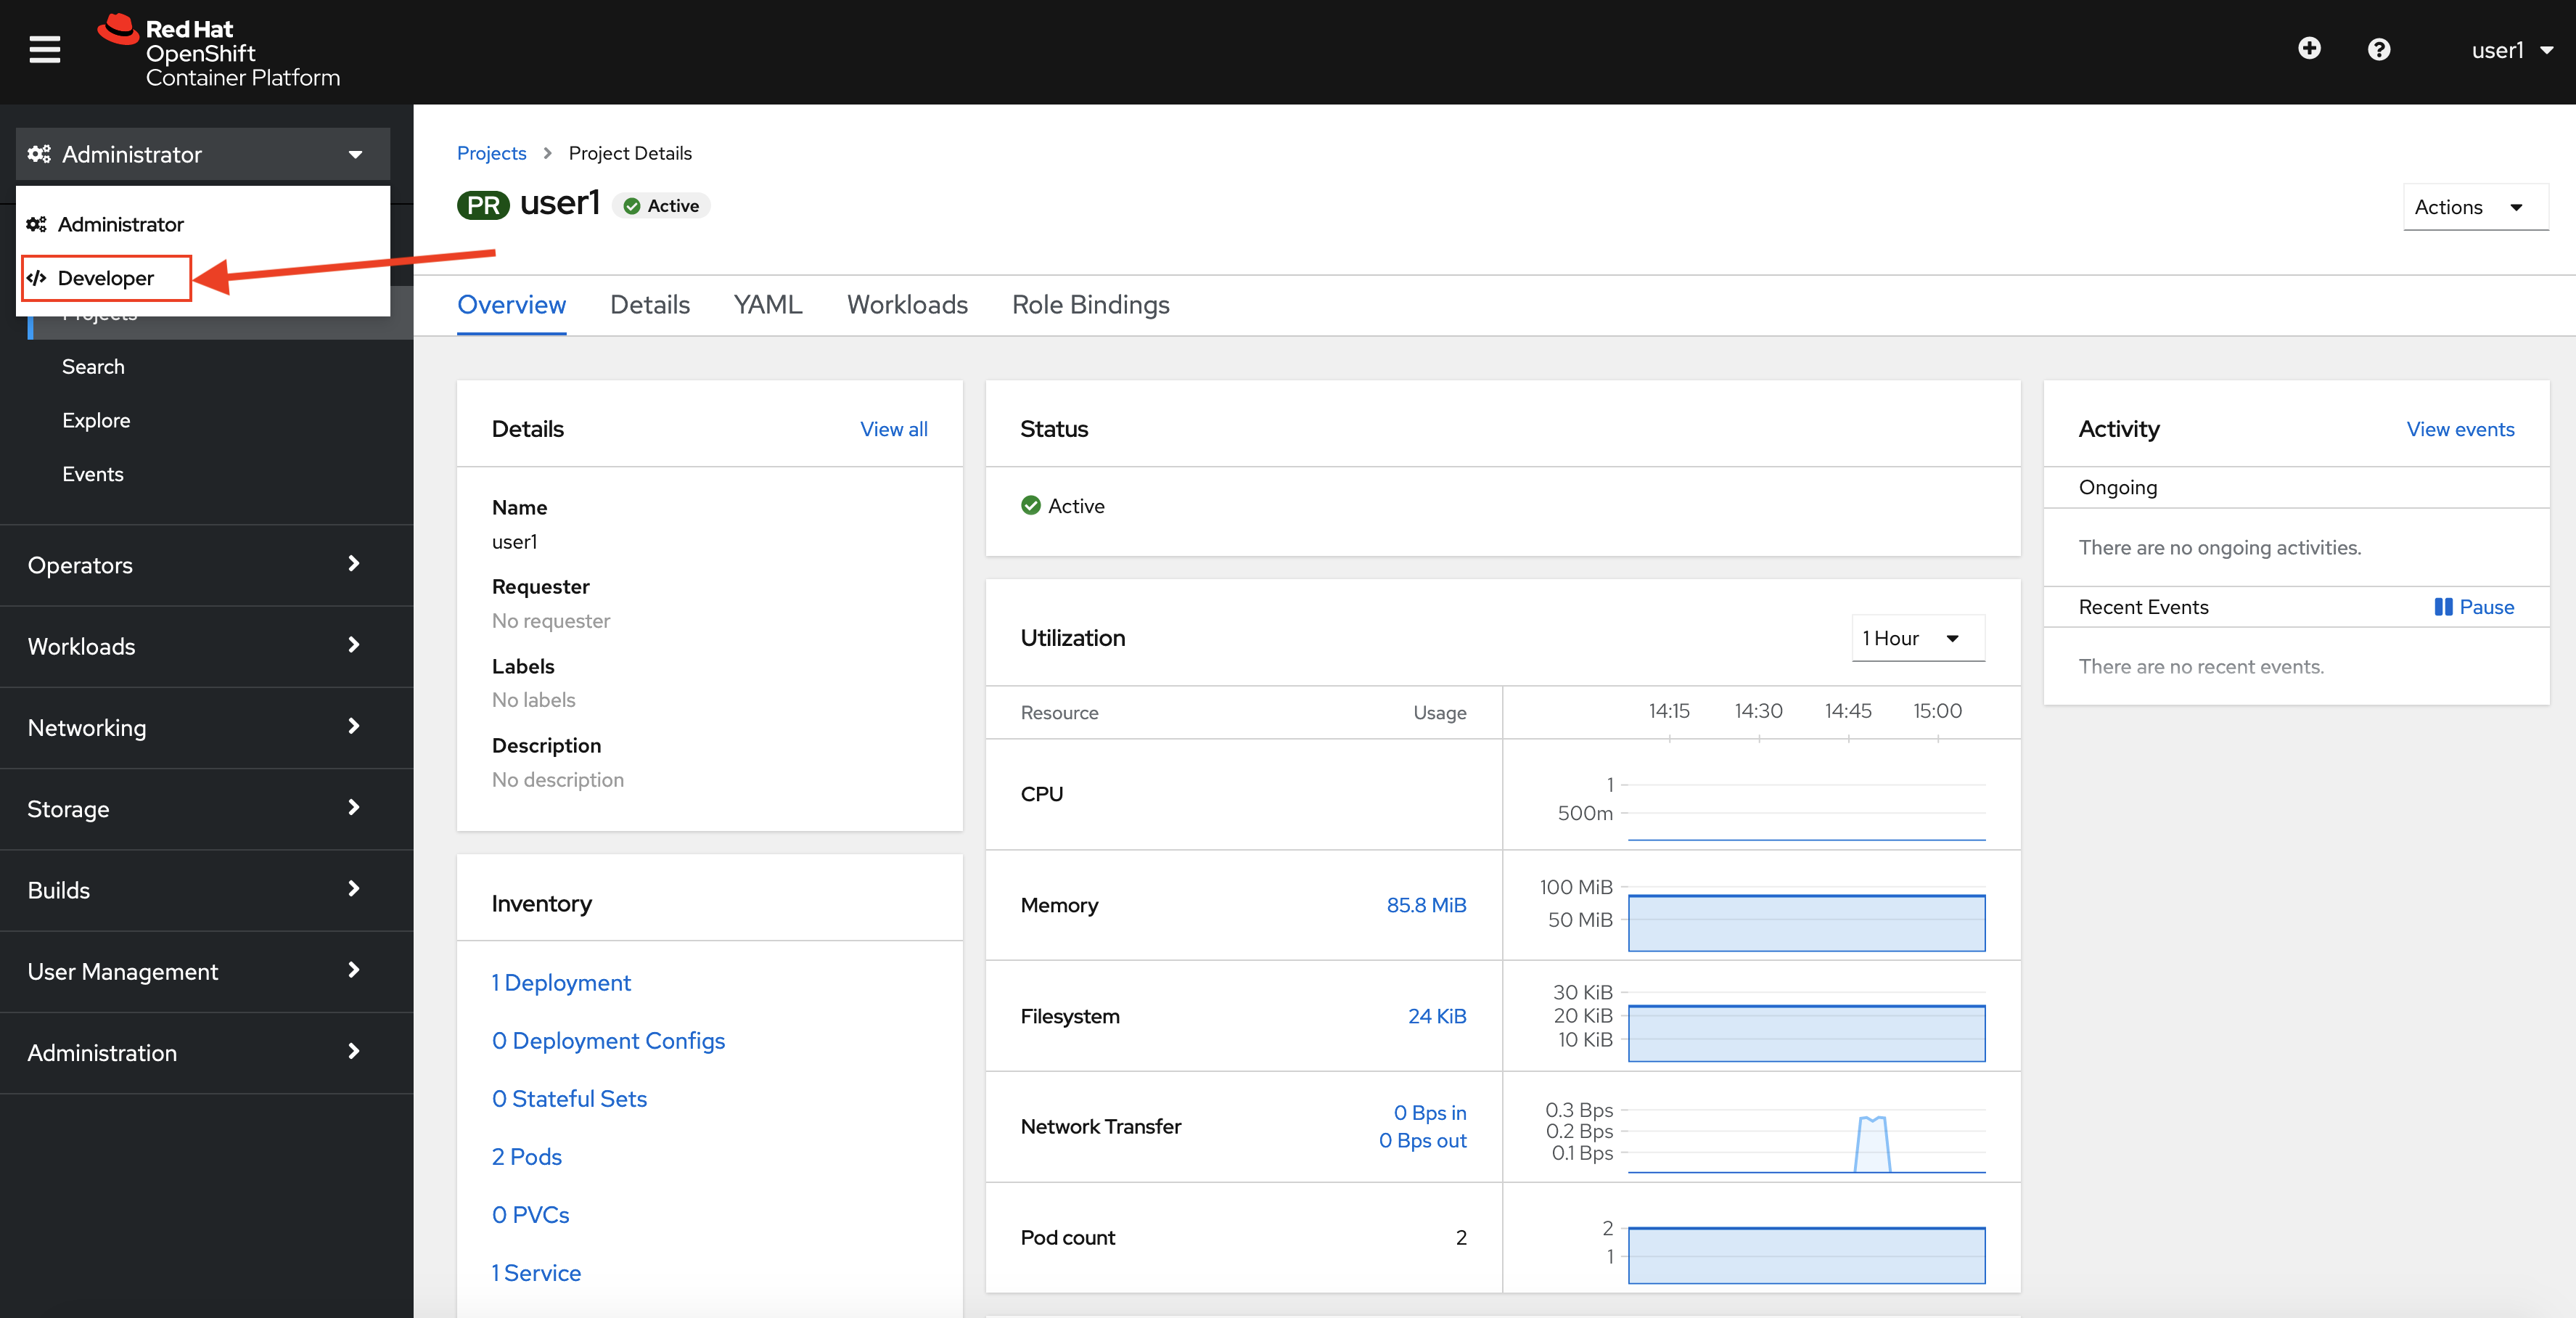 Red Hat
OpenShift
Container Platform
user1
Administrator
Administrator
Developer
Projects
Search
Explore
Events
Operators
Workloads
Networking
Storage
Builds
User Management
Administration
Projects > Project Details
PR user1 Active
Actions
Overview Details YAML Workloads Role Bindings
Details View all
Name
user1
Requester
No requester
Labels
No labels
Description
No description
Inventory
1 Deployment
0 Deployment Configs
0 Stateful Sets
2 Pods
0 PVCs
1 Service
Status
Active
Utilization 1 Hour
Resource Usage 14:15 14:30 14:45 15:00
CPU
1
500m
Memory 85.8 MiB
100 MiB
50 MiB
Filesystem 24 KiB
30 KiB
20 KiB
10 KiB
Network Transfer
0 Bps in
0 Bps out
0.3 Bps
0.2 Bps
0.1 Bps
Pod count 2
2
1
Activity View events
Ongoing
There are no ongoing activities.
Recent Events Pause
There are no recent events.